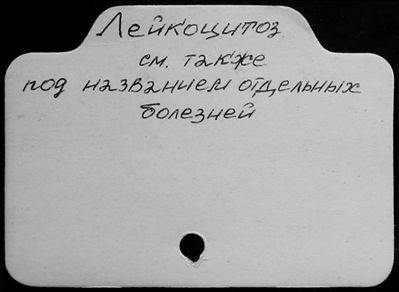 Лейкоцитоз
см. также
под названием отдельных
болезней